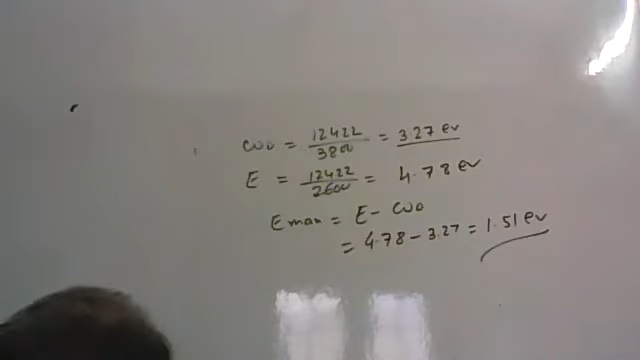 ω0 = 12422/3800 = 3.27 ev
E = 12422/2600 = 4.78 ev
Emax = E - ω0
= 4.78 - 3.27 = 1.51 ev